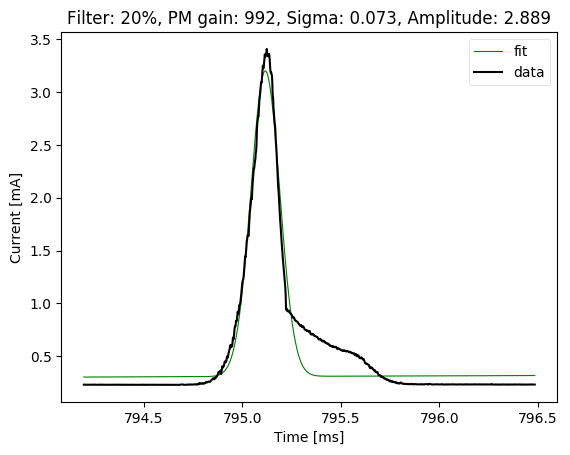 Filter: 20%, PM gain: 992, Sigma: 0.073, Amplitude: 2.889
fit
data
3.5
3.0
2.5
2.0
1.5
1.0
0.5
Current [mA]
794.5
795.0
795.5
796.0
796.5
Time [ms]